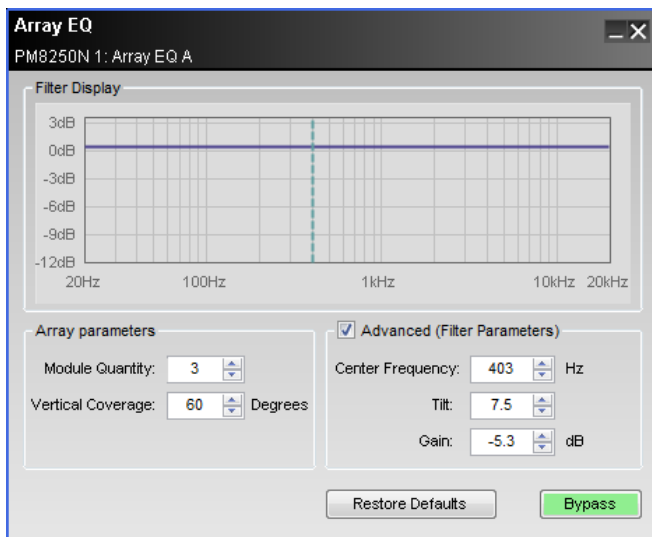 Array EQ
PM8250N 1: Array EQ A
Filter Display
3dB
0dB
-3dB
-6dB
-9dB
-12dB
20Hz 100Hz 1kHz 10kHz 20kHz
Array parameters
Module Quantity: 3
Vertical Coverage: 60 Degrees
Advanced (Filter Parameters)
Center Frequency: 403 Hz
Tilt: 7.5
Gain: -5.3 dB
Restore Defaults
Bypass